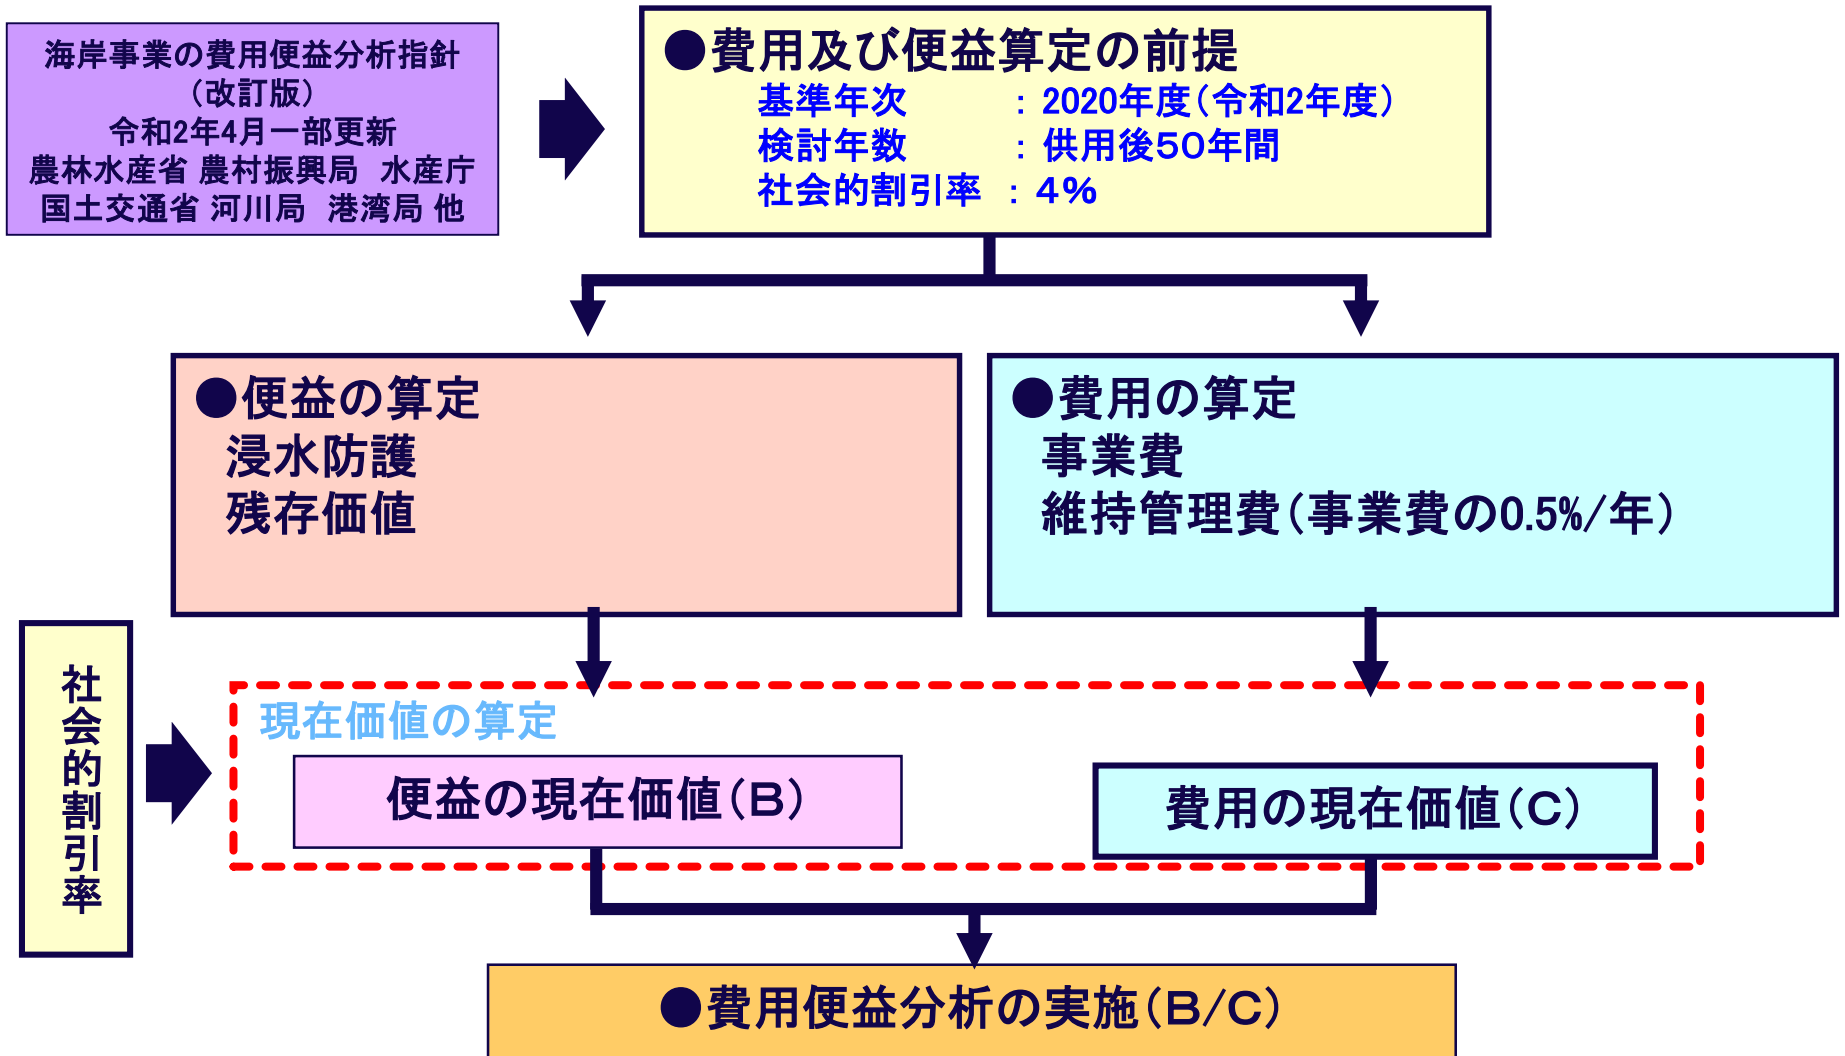 海岸事業の費用便益分析指針
（改訂版）
令和2年4月一部更新
農林水産省 農村振興局　水産庁
国土交通省 河川局　港湾局 他
●費用及び便益算定の前提
基準年次　　　：2020年度（令和2年度）
検討年数　　　：供用後５０年間
社会的割引率　：４％
●便益の算定
浸水防護
残存価値
●費用の算定
事業費
維持管理費（事業費の0.5%/年）
社会的割引率
現在価値の算定
便益の現在価値（Ｂ）
費用の現在価値（Ｃ）
●費用便益分析の実施（Ｂ/Ｃ）